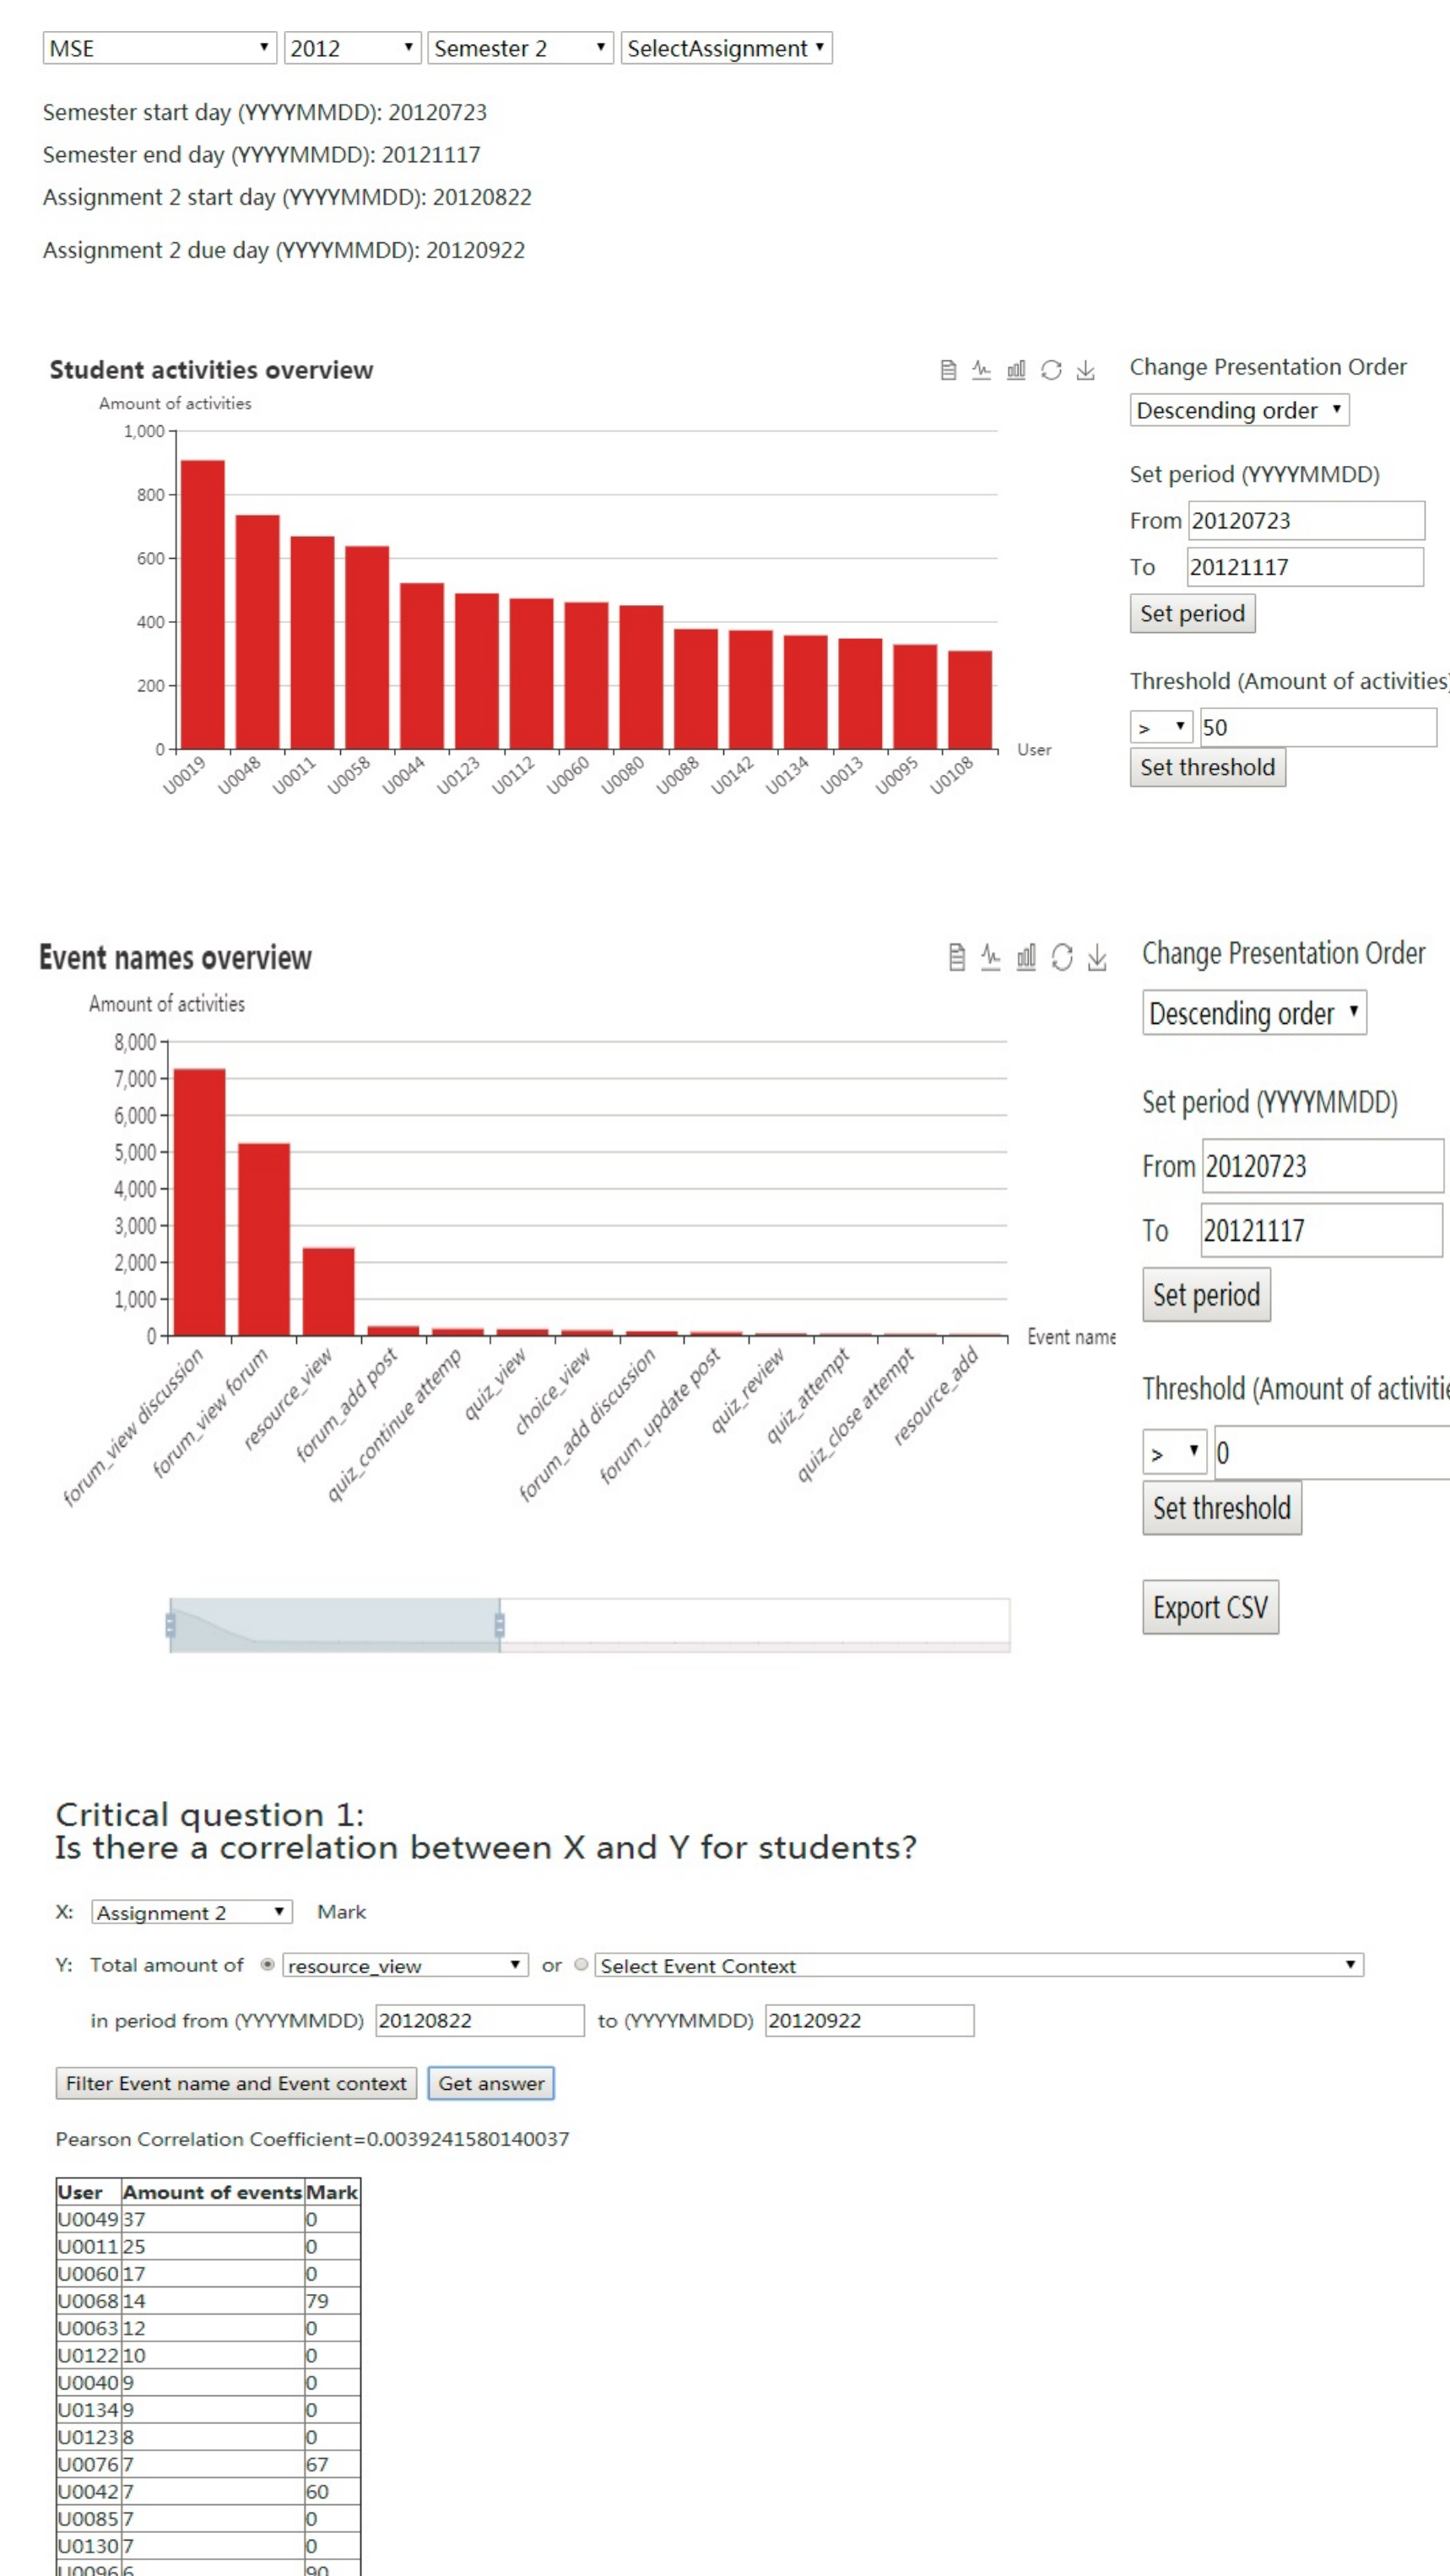 MSE 2012 Semester 2 SelectAssignment
Semester start day (YYYYMMDD): 20120723
Semester end day (YYYYMMDD): 20121117
Assignment 2 start day (YYYYMMDD): 20120822
Assignment 2 due day (YYYYMMDD): 20120922
Student activities overview
Amount of activities
1,000
800
600
400
200
0
User
U0019 U0048 U0011 U0058 U0044 U0123 U0112 U0060 U0080 U0088 U0142 U0134 U0013 U0095 U0108
Change Presentation Order
Descending order
Set period (YYYYMMDD)
From 20120723
To 20121117
Set period
Threshold (Amount of activities)
> 50
Set threshold
Event names overview
Amount of activities
8,000
7,000
6,000
5,000
4,000
3,000
2,000
1,000
0
Event name
forum_view discussion
forum_view forum
resource_view
forum_add post
quiz_continue attemp
quiz_view
choice_view
forum_add discussion
forum_update post
quiz_review
quiz_attempt
quiz_close attempt
resource_add
Change Presentation Order
Descending order
Set period (YYYYMMDD)
From 20120723
To 20121117
Set period
Threshold (Amount of activitie
> 0
Set threshold
Export CSV
Critical question 1:
Is there a correlation between X and Y for students?
X: Assignment 2 Mark
Y: Total amount of resource_view or Select Event Context
in period from (YYYYMMDD) 20120822 to (YYYYMMDD) 20120922
Filter Event name and Event context Get answer
Pearson Correlation Coefficient=0.0039241580140037
User Amount of events Mark
U0049 37 0
U0011 25 0
U0060 17 0
U0068 14 79
U0063 12 0
U0122 10 0
U0040 9 0
U0134 9 0
U0123 8 0
U0076 7 67
U0042 7 60
U0085 7 0
U0130 7 0
U0096 6 90